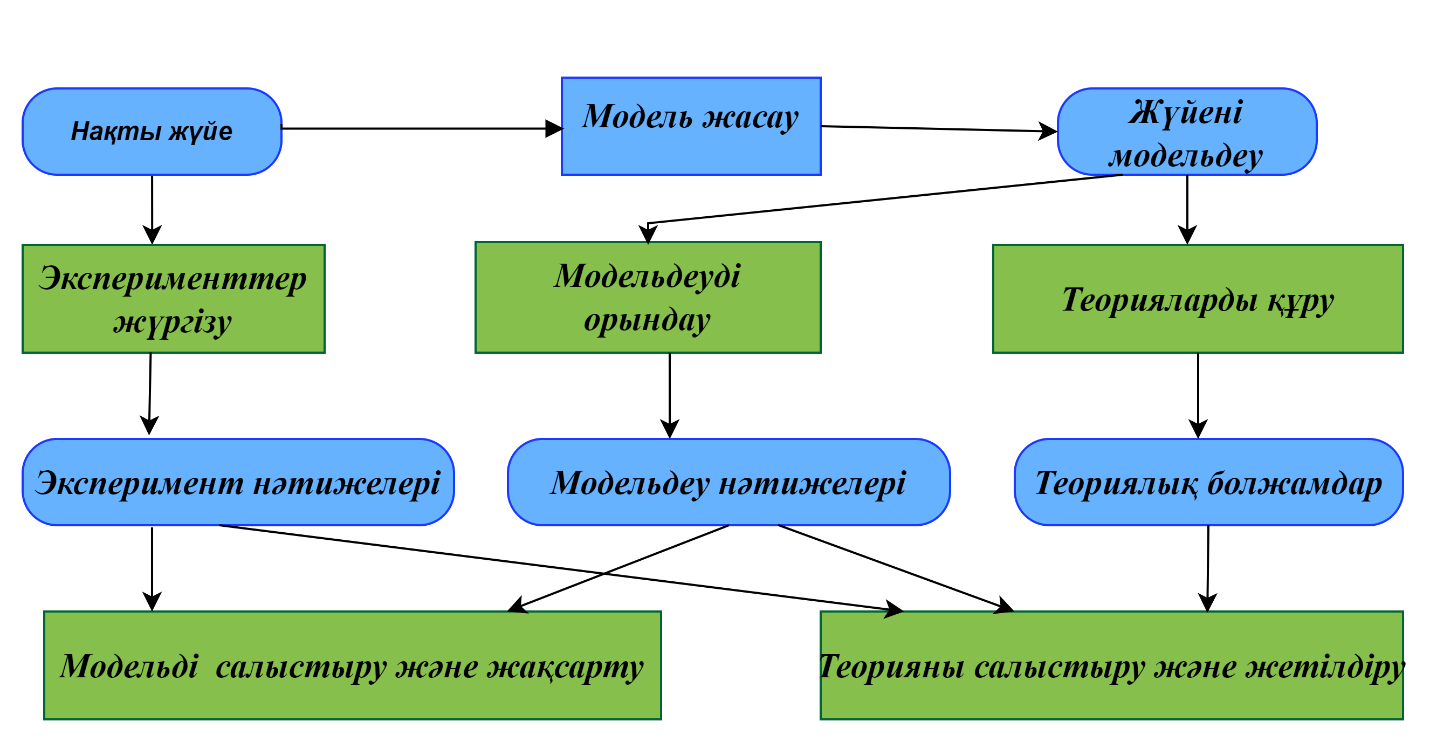 Нақты жүйе
Модель жасау
Жүйені
модельдеу
Эксперименттер
жүргізу
Модельдеуді
орындау
Теорияларды құру
Эксперимент нәтижелері
Модельдеу нәтижелері
Теориялық болжамдар
Модельді салыстыру және жақсарту
Теорияны салыстыру және жетілдіру